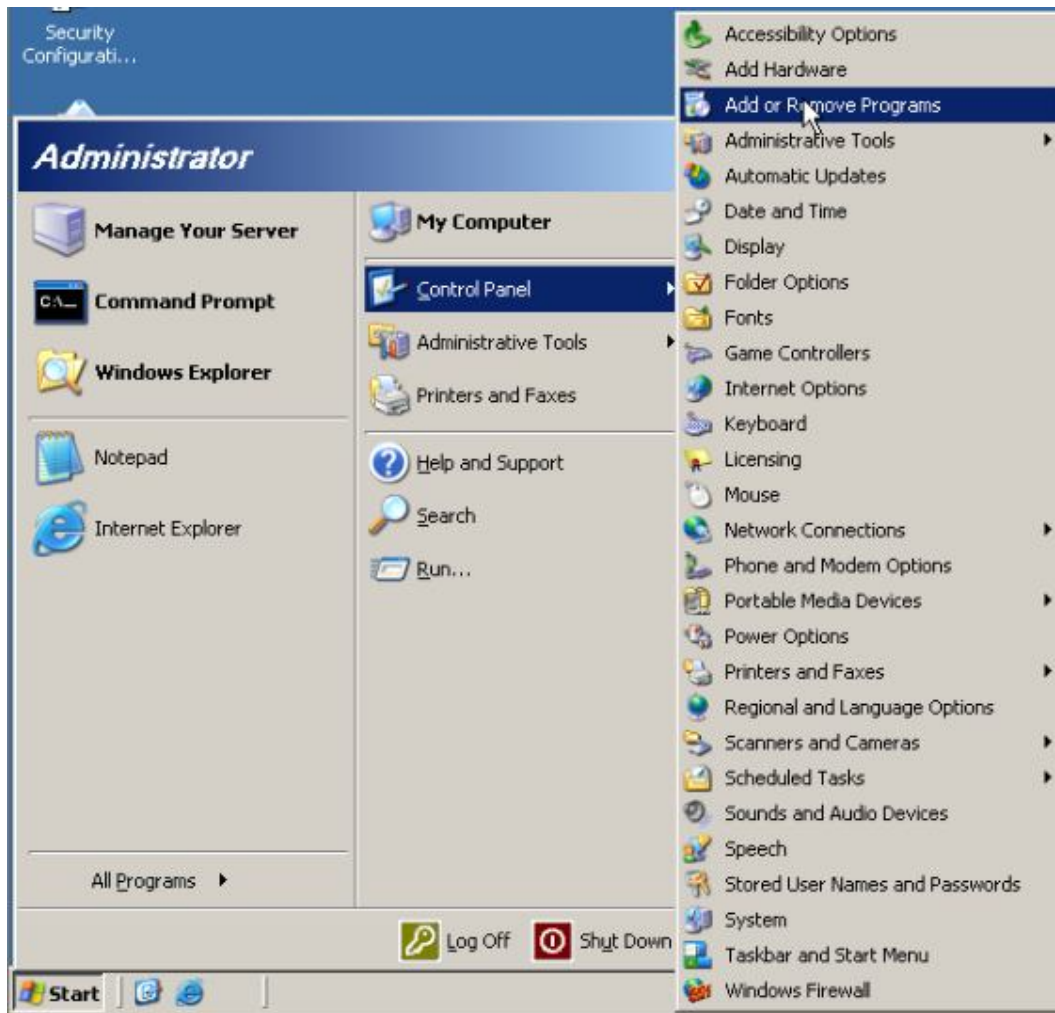 Security
Configurati...
Administrator
Manage Your Server
Command Prompt
Windows Explorer
Notepad
Internet Explorer
All Programs
My Computer
Control Panel
Administrative Tools
Printers and Faxes
Help and Support
Search
Run...
Log Off
Shut Down
Start
Accessibility Options
Add Hardware
Add or Remove Programs
Administrative Tools
Automatic Updates
Date and Time
Display
Folder Options
Fonts
Game Controllers
Internet Options
Keyboard
Licensing
Mouse
Network Connections
Phone and Modem Options
Portable Media Devices
Power Options
Printers and Faxes
Regional and Language Options
Scanners and Cameras
Scheduled Tasks
Sounds and Audio Devices
Speech
Stored User Names and Passwords
System
Taskbar and Start Menu
Windows Firewall